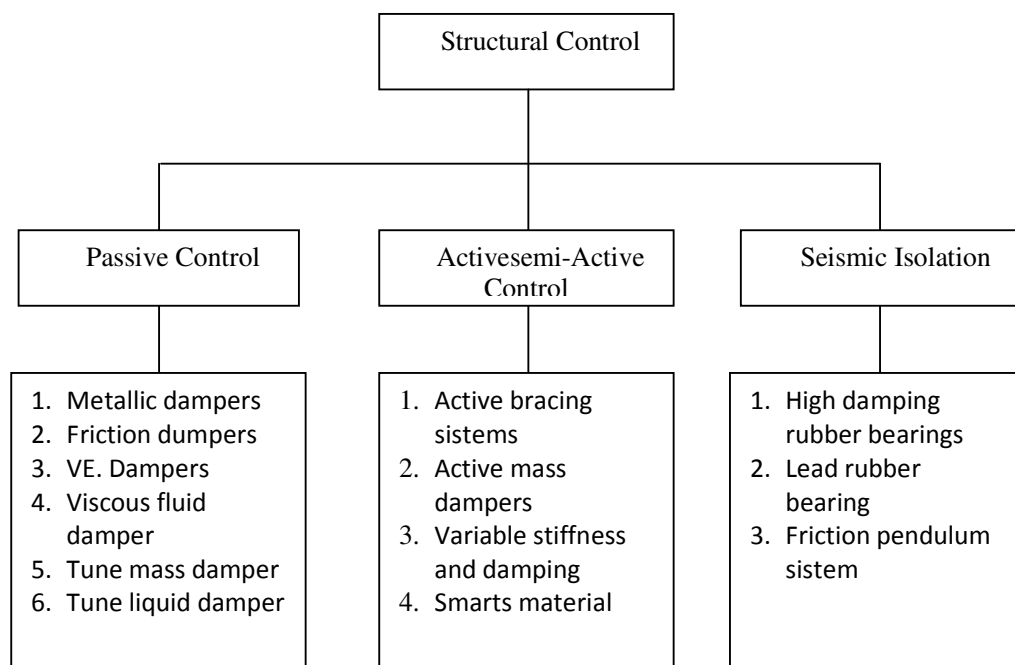 Structural Control
Passive Control
Activesemi-Active
Control
Seismic Isolation
1. Metallic dampers
2. Friction dumpers
3. VE. Dampers
4. Viscous fluid
damper
5. Tune mass damper
6. Tune liquid damper
1. Active bracing
sistems
2. Active mass
dampers
3. Variable stiffness
and damping
4. Smarts material
1. High damping
rubber bearings
2. Lead rubber
bearing
3. Friction pendulum
sistem